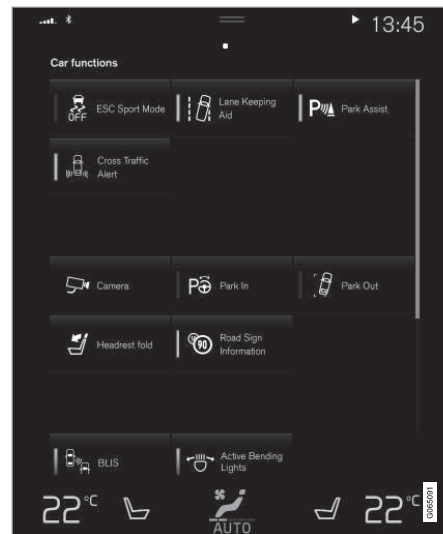 13:45
Car functions
OFF ESC Sport Mode
Lane Keeping
Aid
P Park Assist
Cross Traffic
Alert
Camera
P Park In
Park Out
Headrest fold
90 Road Sign
Information
BLIS
Active Bending
Lights
22°C
AUTO
22°C
G065091